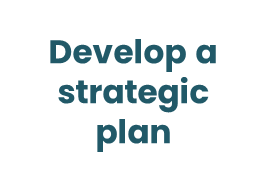 Develop a
strategic
plan